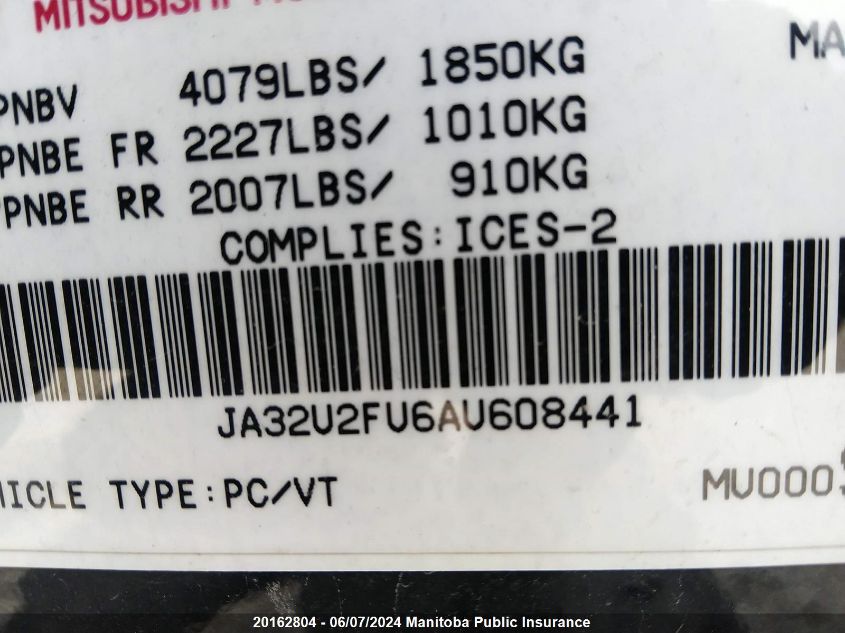 MITSUBISHI
MA
PNBV 4079LBS/ 1850KG
PNBE FR 2227LBS/ 1010KG
PNBE RR 2007LBS/ 910KG
COMPLIES:ICES-2
JA32U2FU6AU608441
HICLE TYPE:PC/VT
MU000
20162804 - 06/07/2024 Manitoba Public Insurance